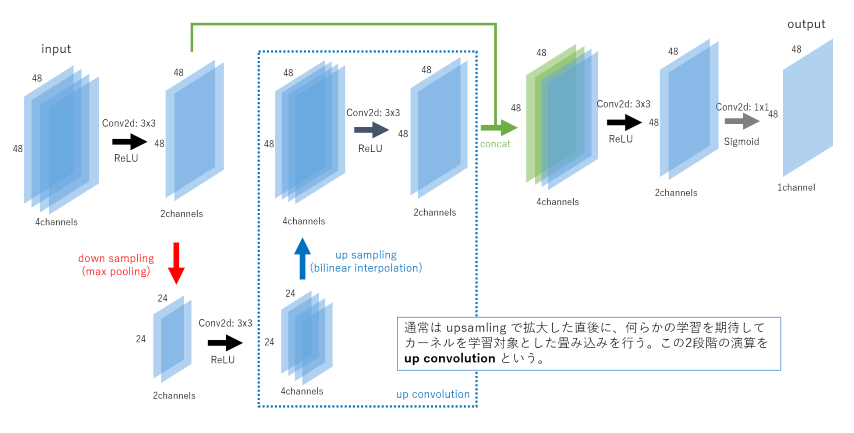 input
48
48
4channels
Conv2d: 3x3
ReLU
48
48
2channels
down sampling
(max pooling)
24
24
2channels
Conv2d: 3x3
ReLU
24
24
4channels
up sampling
(bilinear interpolation)
48
48
4channels
Conv2d: 3x3
ReLU
48
48
2channels
up convolution
concat
48
48
4channels
Conv2d: 3x3
ReLU
48
48
2channels
Conv2d: 1x1
Sigmoid
output
48
48
1channel
通常は upsamling で拡大した直後に、何らかの学習を期待して
カーネルを学習対象とした畳み込みを行う。この2段階の演算を
up convolution という。